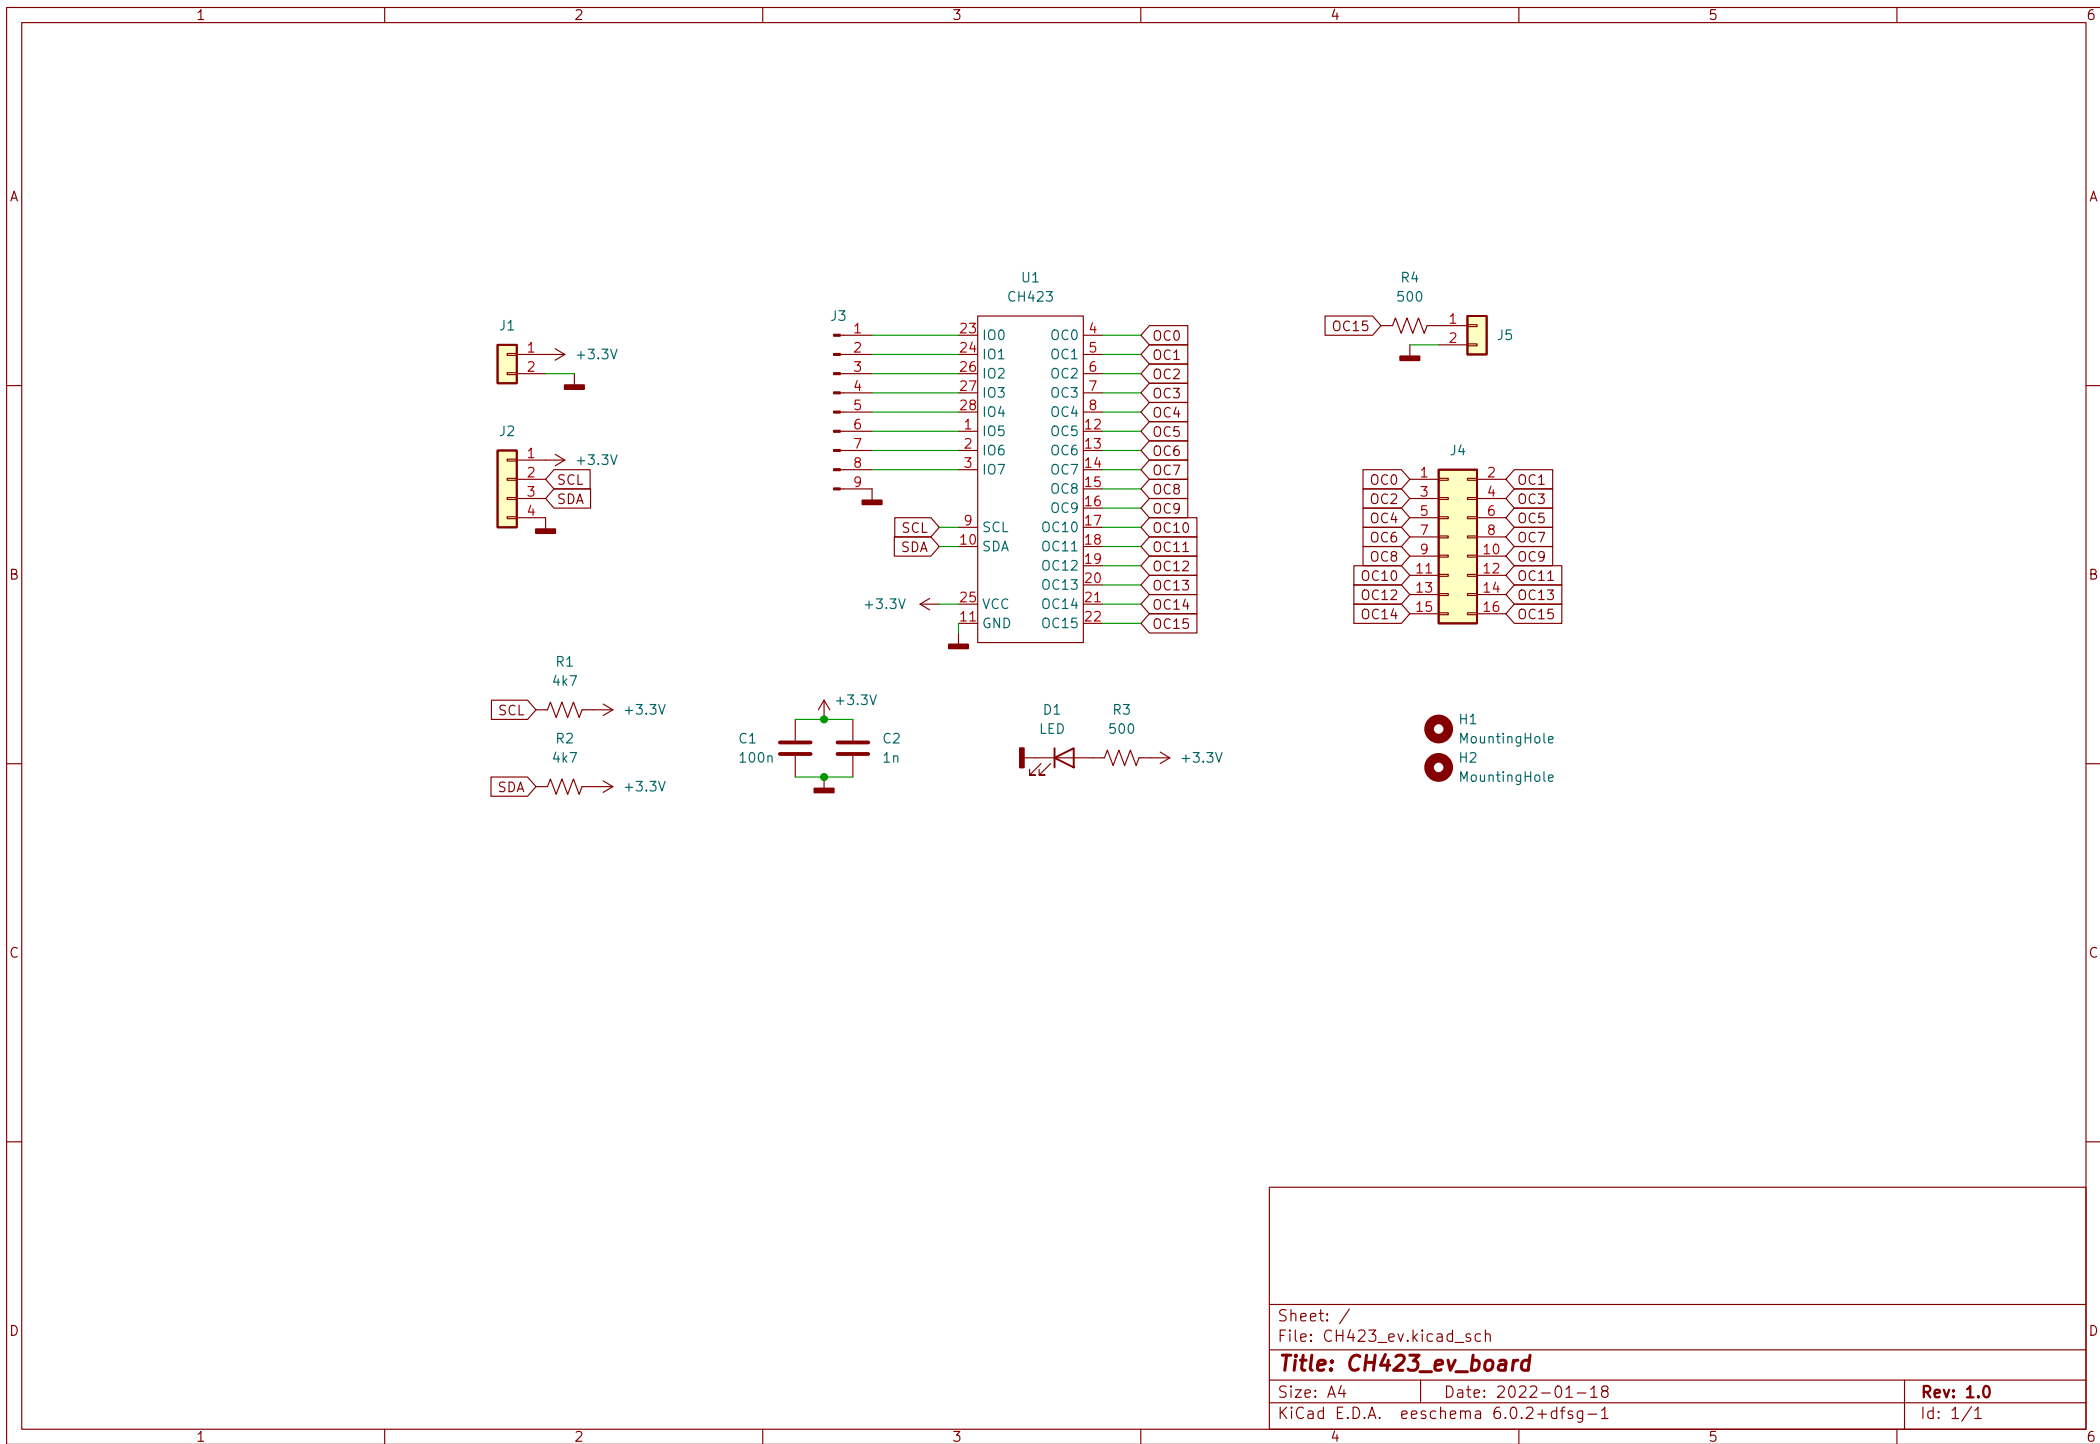 1 2 3 4 5 6
A A
B B
C C
D D
1 2 3 4 5 6
J1
1 +3.3V
2
J2
1 +3.3V
2 SCL
3 SDA
4
R1
4k7
SCL +3.3V
R2
4k7
SDA +3.3V
J3
1
2
3
4
5
6
7
8
9
U1
CH423
23 IO0 OC0 4 OC0
24 IO1 OC1 5 OC1
26 IO2 OC2 6 OC2
27 IO3 OC3 7 OC3
28 IO4 OC4 8 OC4
1 IO5 OC5 12 OC5
2 IO6 OC6 13 OC6
3 IO7 OC7 14 OC7
OC8 15 OC8
OC9 16 OC9
SCL 9 SCL OC10 17 OC10
SDA 10 SDA OC11 18 OC11
OC12 19 OC12
OC13 20 OC13
+3.3V 25 VCC OC14 21 OC14
11 GND OC15 22 OC15
+3.3V
C1
100n
C2
1n
D1
LED
R3
500
+3.3V
R4
500
OC15 1
2
J5
J4
OC0 1 2 OC1
OC2 3 4 OC3
OC4 5 6 OC5
OC6 7 8 OC7
OC8 9 10 OC9
OC10 11 12 OC11
OC12 13 14 OC13
OC14 15 16 OC15
H1
MountingHole
H2
MountingHole
Sheet: /
File: CH423_ev.kicad_sch
Title: CH423_ev_board
Size: A4 Date: 2022-01-18 Rev: 1.0
KiCad E.D.A. eeschema 6.0.2+dfsg-1 Id: 1/1